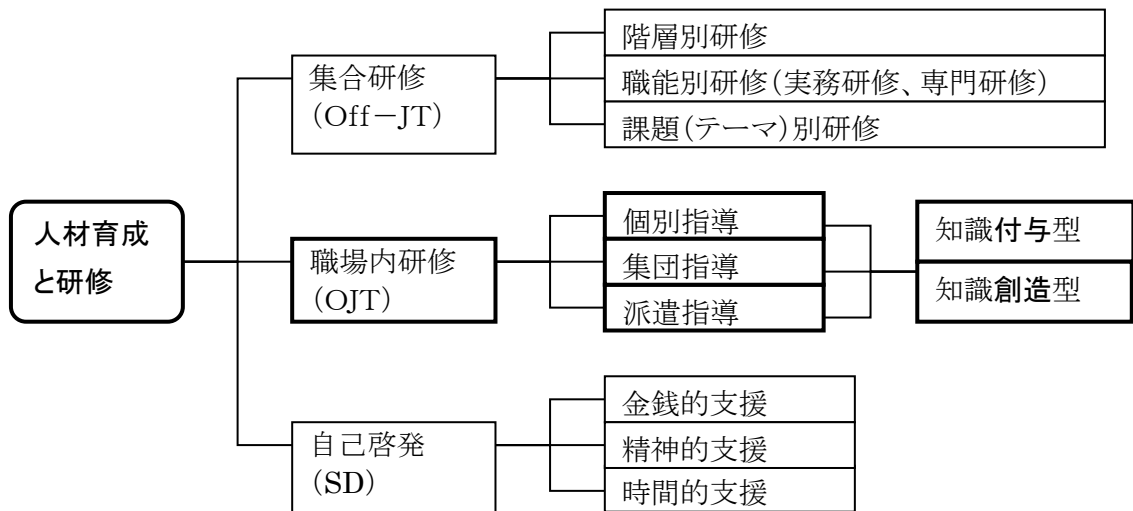 人材育成
と研修
集合研修
(Off－JT)
階層別研修
職能別研修(実務研修、専門研修)
課題(テーマ)別研修
職場内研修
(OJT)
個別指導
集団指導
派遣指導
知識付与型
知識創造型
自己啓発
(SD)
金銭的支援
精神的支援
時間的支援